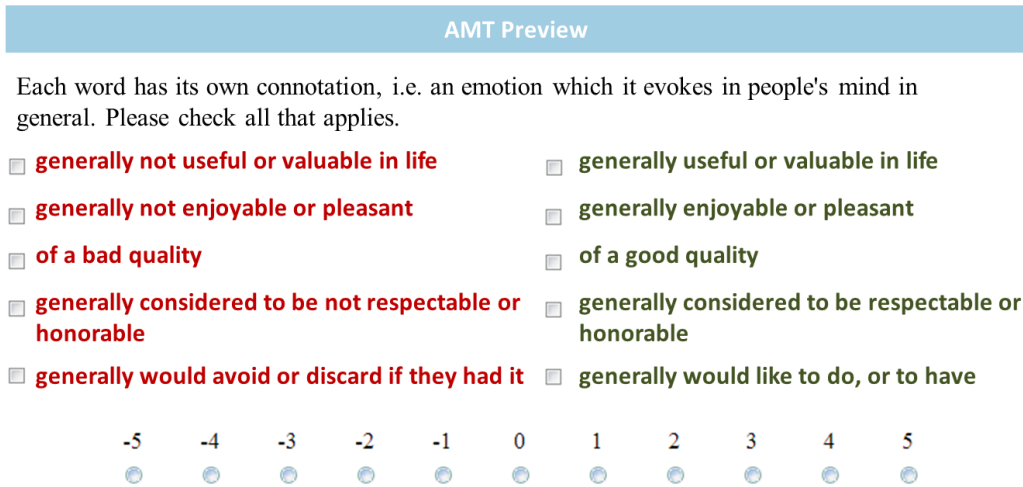 AMT Preview
Each word has its own connotation, i.e. an emotion which it evokes in people's mind in
general. Please check all that applies.
generally not useful or valuable in life
generally useful or valuable in life
generally not enjoyable or pleasant
generally enjoyable or pleasant
of a bad quality
of a good quality
generally considered to be not respectable or
honorable
generally considered to be respectable or
honorable
generally would avoid or discard if they had it
generally would like to do, or to have
-5 -4 -3 -2 -1 0 1 2 3 4 5